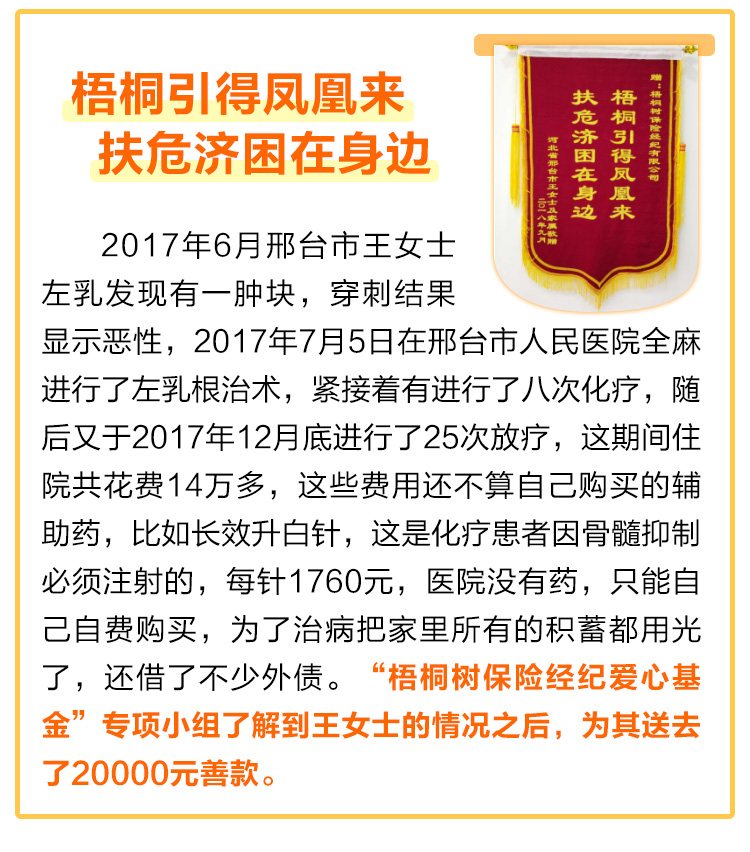 梧桐引得凤凰来
扶危济困在身边
赠：梧桐树保险经纪有限公司
梧桐引得凤凰来
扶危济困在身边
河北省邢台市王女士及家属敬赠
二〇一八年九月
2017年6月邢台市王女士
左乳发现有一肿块，穿刺结果
显示恶性，2017年7月5日在邢台市人民医院全麻
进行了左乳根治术，紧接着有进行了八次化疗，随
后又于2017年12月底进行了25次放疗，这期间住
院共花费14万多，这些费用还不算自己购买的辅
助药，比如长效升白针，这是化疗患者因骨髓抑制
必须注射的，每针1760元，医院没有药，只能自
己自费购买，为了治病把家里所有的积蓄都用光
了，还借了不少外债。“梧桐树保险经纪爱心基
金”专项小组了解到王女士的情况之后，为其送去
了20000元善款。